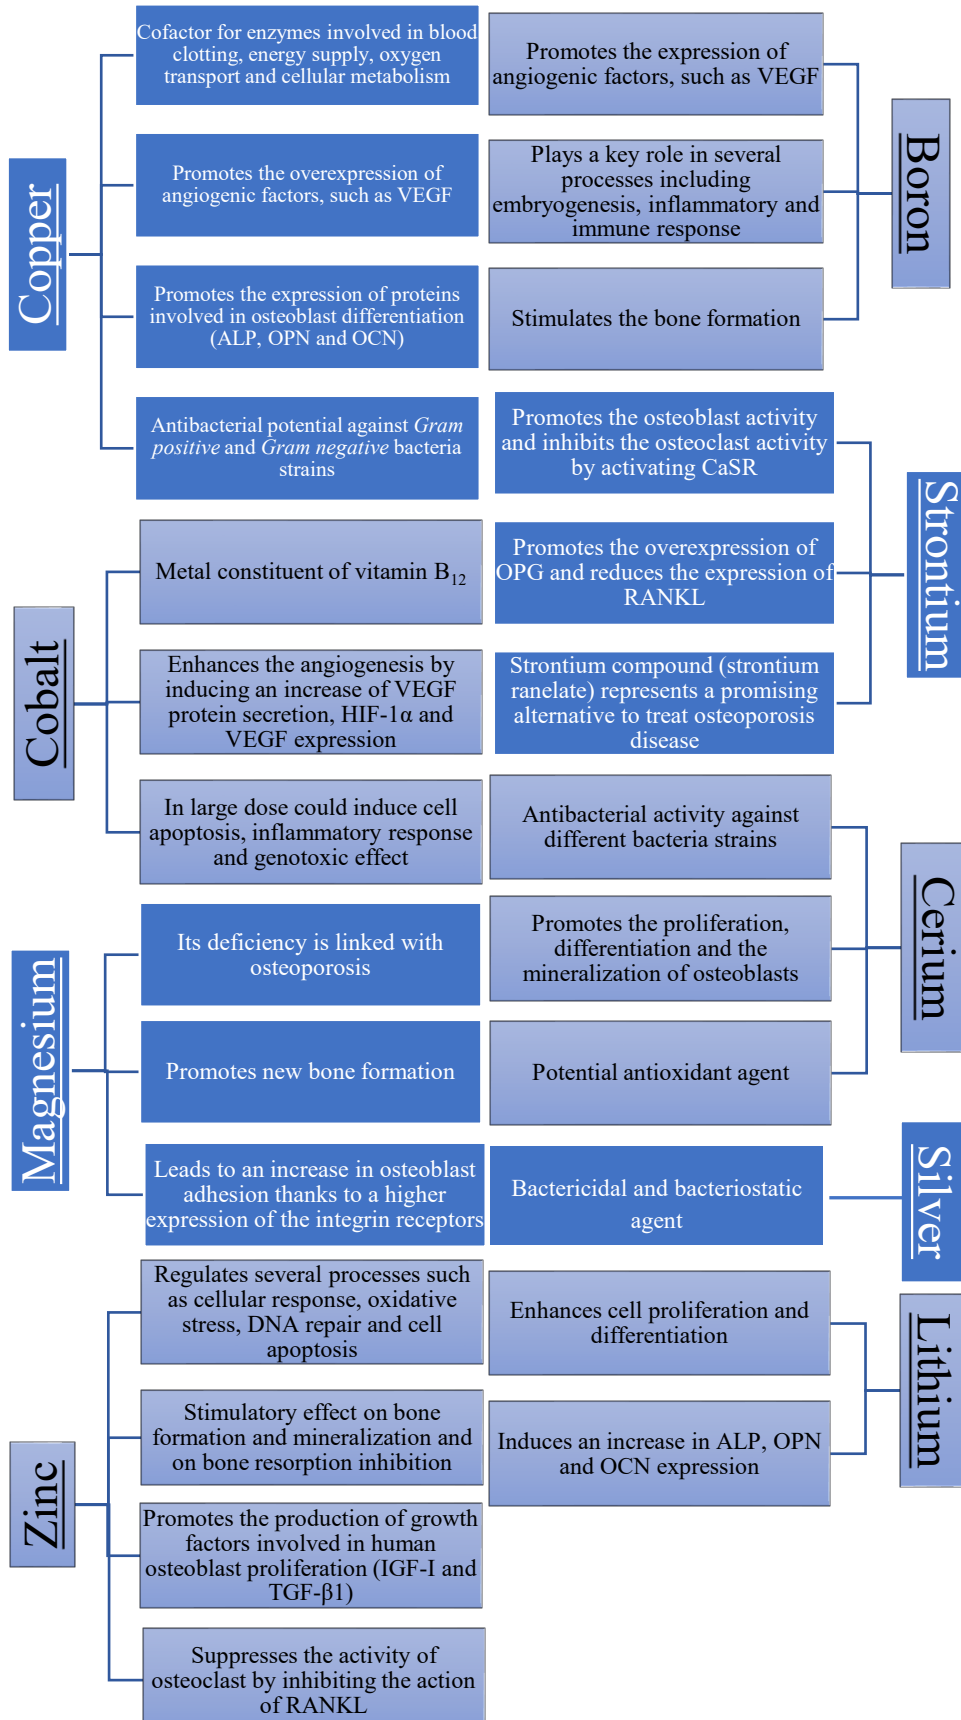 Copper
Cofactor for enzymes involved in blood
clotting, energy supply, oxygen
transport and cellular metabolism
Promotes the overexpression of
angiogenic factors, such as VEGF
Promotes the expression of proteins
involved in osteoblast differentiation
(ALP, OPN and OCN)
Antibacterial potential against Gram
positive and Gram negative bacteria
strains
Cobalt
Metal constituent of vitamin B₁₂
Enhances the angiogenesis by
inducing an increase of VEGF
protein secretion, HIF-1α and
VEGF expression
In large dose could induce cell
apoptosis, inflammatory response
and genotoxic effect
Magnesium
Its deficiency is linked with
osteoporosis
Promotes new bone formation
Leads to an increase in osteoblast
adhesion thanks to a higher
expression of the integrin receptors
Zinc
Regulates several processes such
as cellular response, oxidative
stress, DNA repair and cell
apoptosis
Stimulatory effect on bone
formation and mineralization and
on bone resorption inhibition
Promotes the production of growth
factors involved in human
osteoblast proliferation (IGF-I and
TGF-β1)
Suppresses the activity of
osteoclast by inhibiting the action
of RANKL
Boron
Promotes the expression of
angiogenic factors, such as VEGF
Plays a key role in several
processes including
embryogenesis, inflammatory and
immune response
Stimulates the bone formation
Strontium
Promotes the osteoblast activity
and inhibits the osteoclast activity
by activating CaSR
Promotes the overexpression of
OPG and reduces the expression of
RANKL
Strontium compound (strontium
ranelate) represents a promising
alternative to treat osteoporosis
disease
Cerium
Antibacterial activity against
different bacteria strains
Promotes the proliferation,
differentiation and the
mineralization of osteoblasts
Potential antioxidant agent
Silver
Bactericidal and bacteriostatic
agent
Lithium
Enhances cell proliferation and
differentiation
Induces an increase in ALP, OPN
and OCN expression